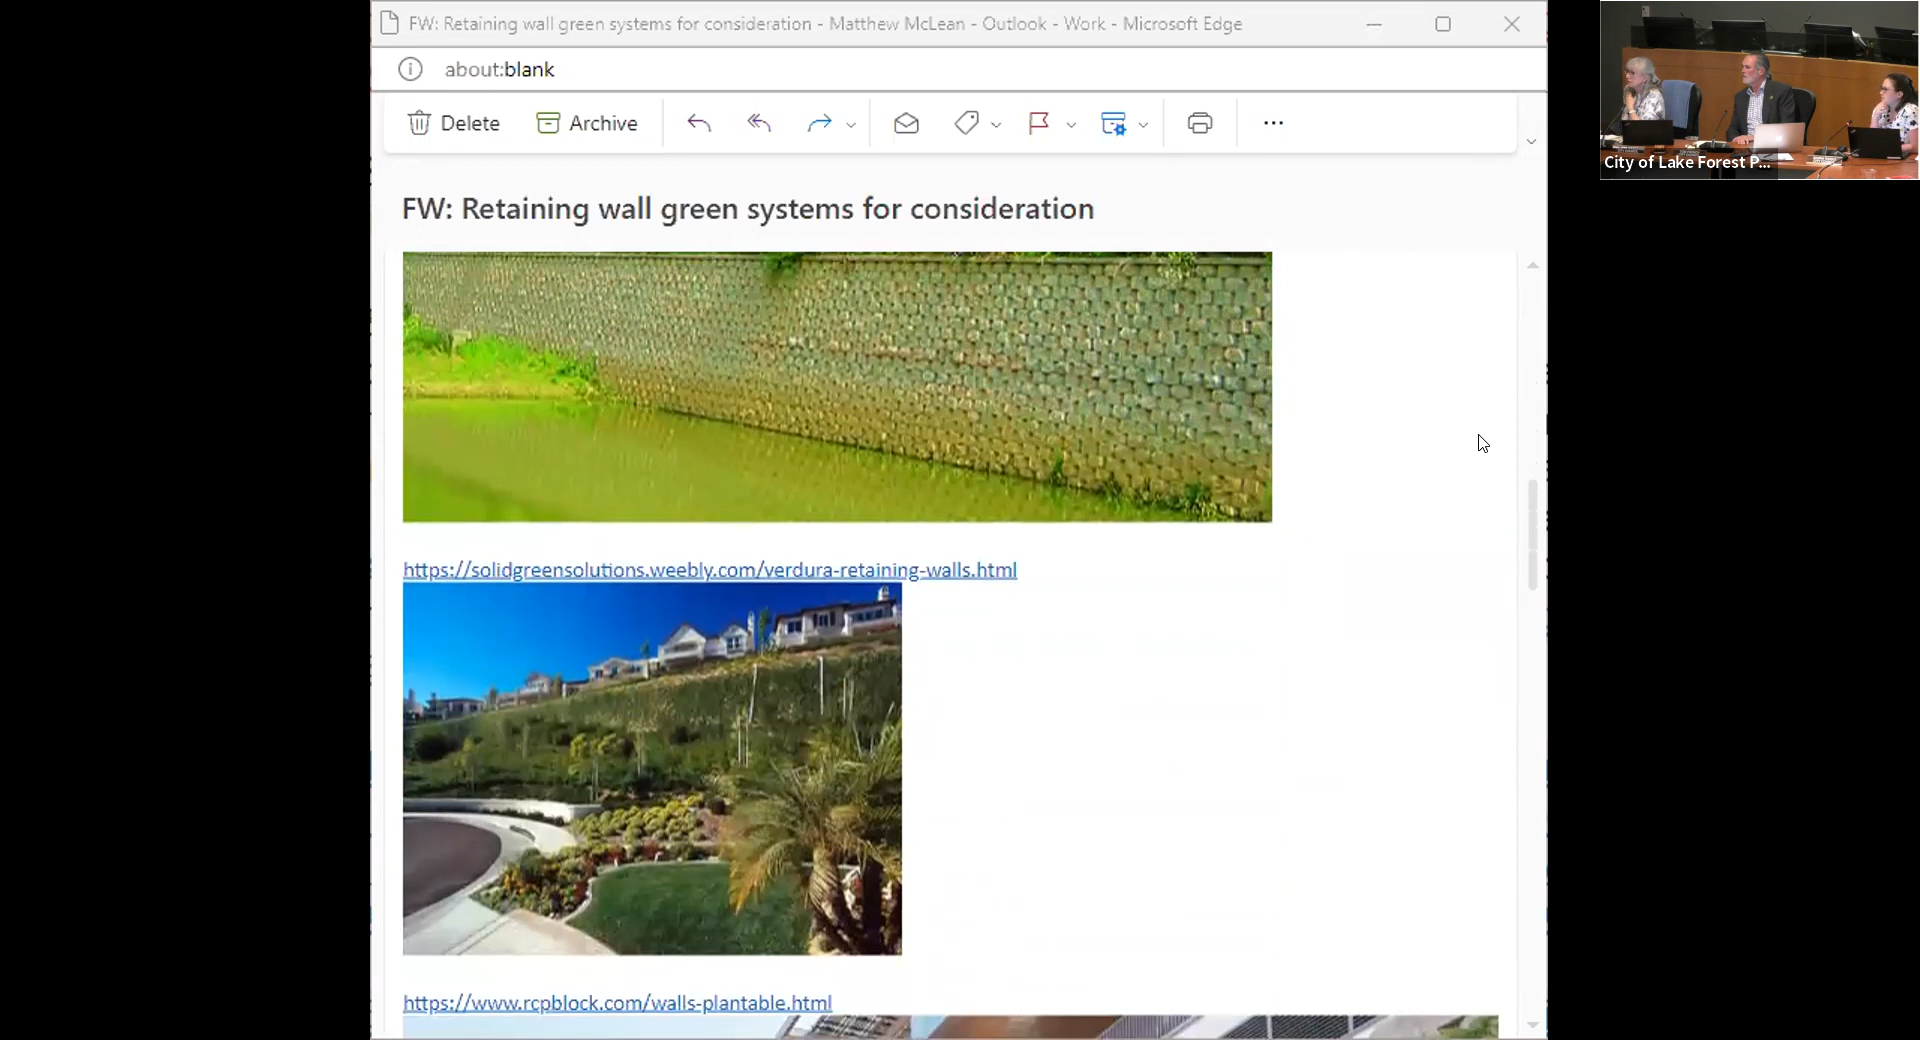 FW: Retaining wall green systems for consideration - Matthew McLean - Outlook - Work - Microsoft Edge
about:blank
Delete
Archive
FW: Retaining wall green systems for consideration
https://solidgreensolutions.weebly.com/verdura-retaining-walls.html
https://www.rcpblock.com/walls-plantable.html
City of Lake Forest P...